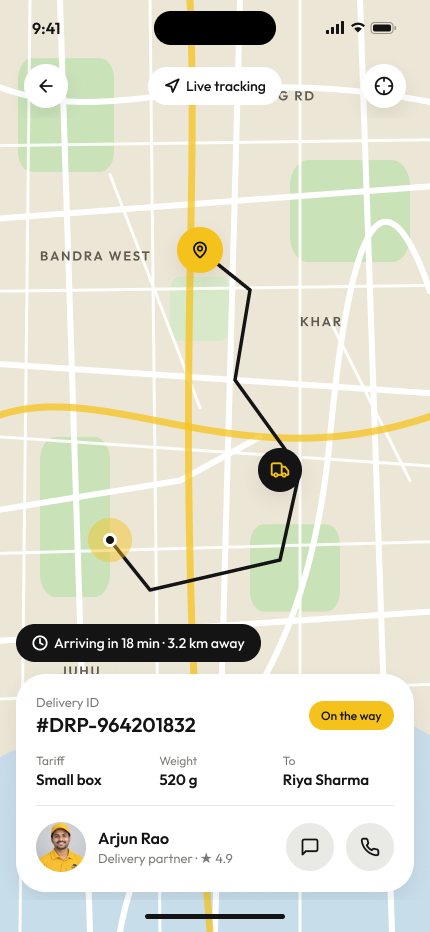 9:41
Live tracking
G RD
BANDRA WEST
KHAR
Arriving in 18 min · 3.2 km away
JUHU
Delivery ID
#DRP-964201832
On the way
Tariff
Weight
To
Small box
520 g
Riya Sharma
Arjun Rao
Delivery partner · ★ 4.9